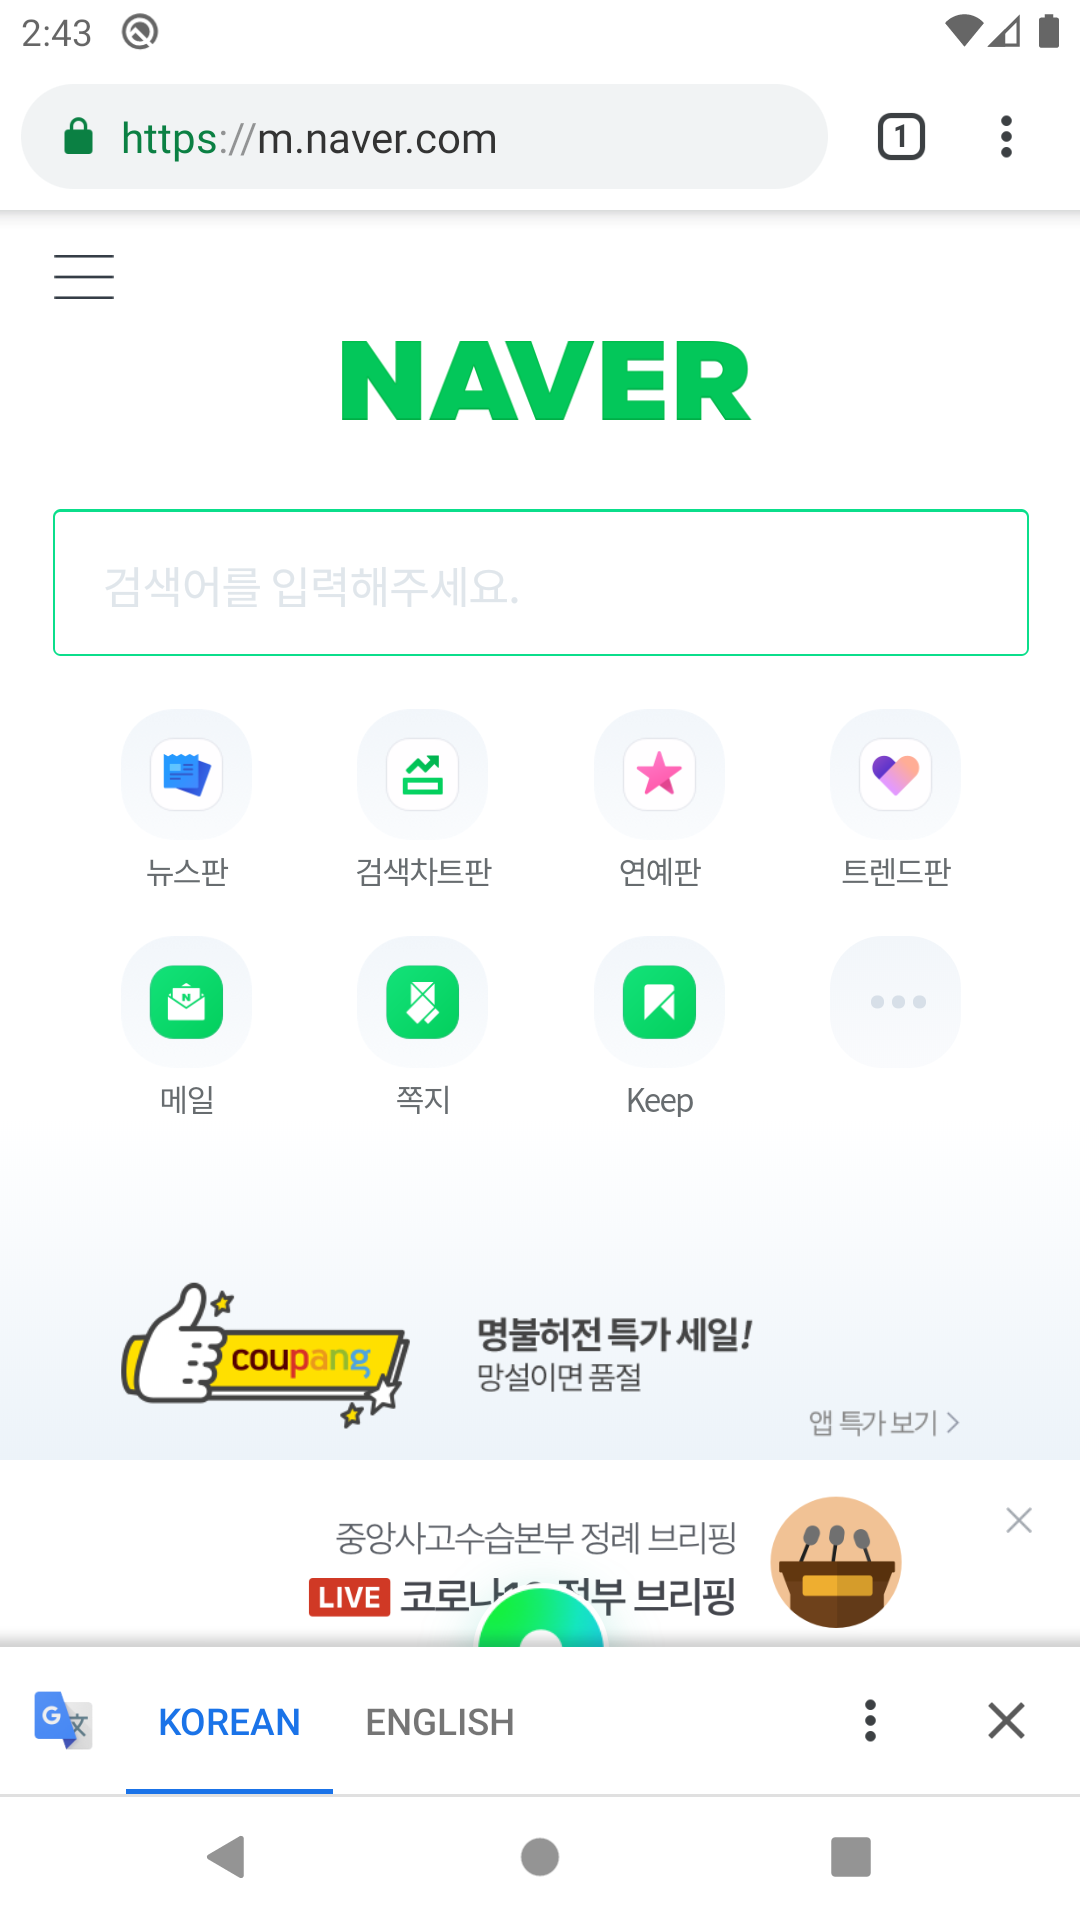 2:43
https://m.naver.com
1
NAVER
검색어를 입력해주세요.
뉴스판
검색차트판
연예판
트렌드판
메일
쪽지
Keep
coupang
명불허전 특가 세일!
망설이면 품절
앱 특가 보기
중앙사고수습본부 정례 브리핑
LIVE 코로나19 정부 브리핑
KOREAN
ENGLISH